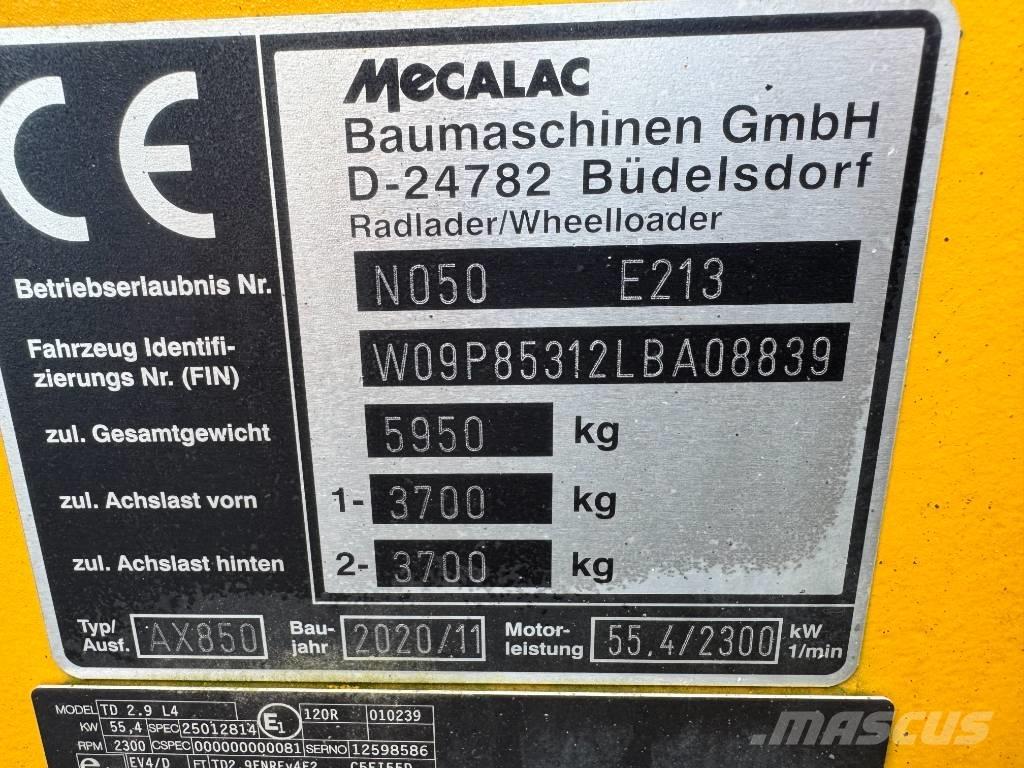 CE
MECALAC
Baumaschinen GmbH
D-24782 Büdelsdorf
Radlader/Wheelloader
Betriebserlaubnis Nr. N050 E213
Fahrzeug Identifi-
zierungs Nr. (FIN) W09P85312LBA08839
zul. Gesamtgewicht 5950 kg
zul. Achslast vorn 1- 3700 kg
zul. Achslast hinten 2- 3700 kg
Typ/
Ausf. AX850 Bau-
jahr 2020/11 Motor-
leistung 55.4/2300 kW
1/min
MODEL TD 2.9 L4 E1 120R 010239
KW 55,4 SPEC 25012814
RPM 2300 CSPEC 000000000081 SERNO 12598586
e EV4/D
MASCUS